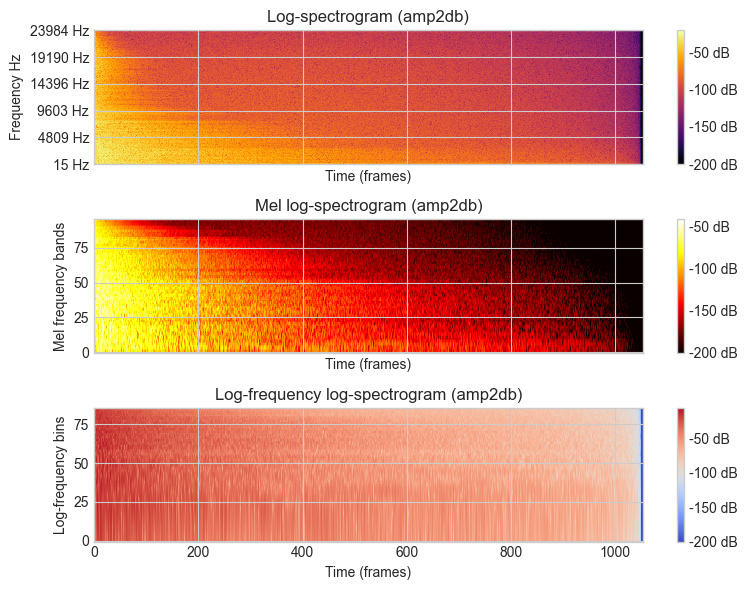 Log-spectrogram (amp2db)
23984 Hz
19190 Hz
14396 Hz
9603 Hz
4809 Hz
15 Hz
Frequency Hz
Time (frames)
-50 dB
-100 dB
-150 dB
-200 dB
Mel log-spectrogram (amp2db)
75
50
25
0
Mel frequency bands
Time (frames)
-50 dB
-100 dB
-150 dB
-200 dB
Log-frequency log-spectrogram (amp2db)
75
50
25
0
Log-frequency bins
0 200 400 600 800 1000
Time (frames)
-50 dB
-100 dB
-150 dB
-200 dB